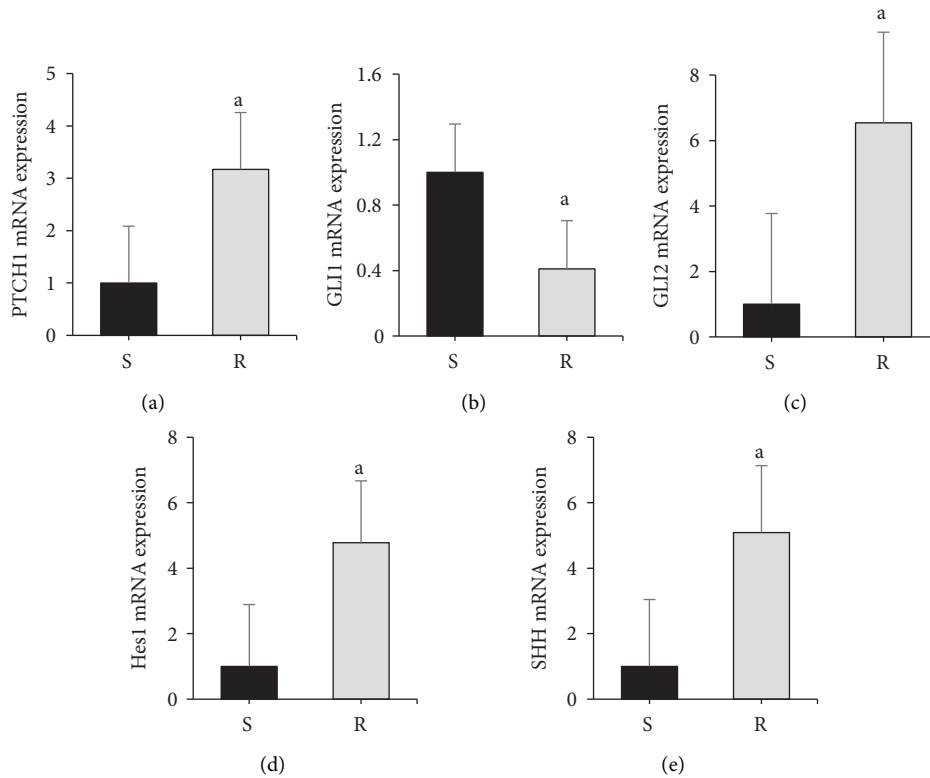 PTCH1 mRNA expression
5
4
3
2
1
0
a
S R
(a)
GLI1 mRNA expression
1.6
1.2
0.8
0.4
0
a
S R
(b)
GLI2 mRNA expression
8
6
4
2
0
a
S R
(c)
Hes1 mRNA expression
8
6
4
2
0
a
S R
(d)
SHH mRNA expression
8
6
4
2
0
a
S R
(e)